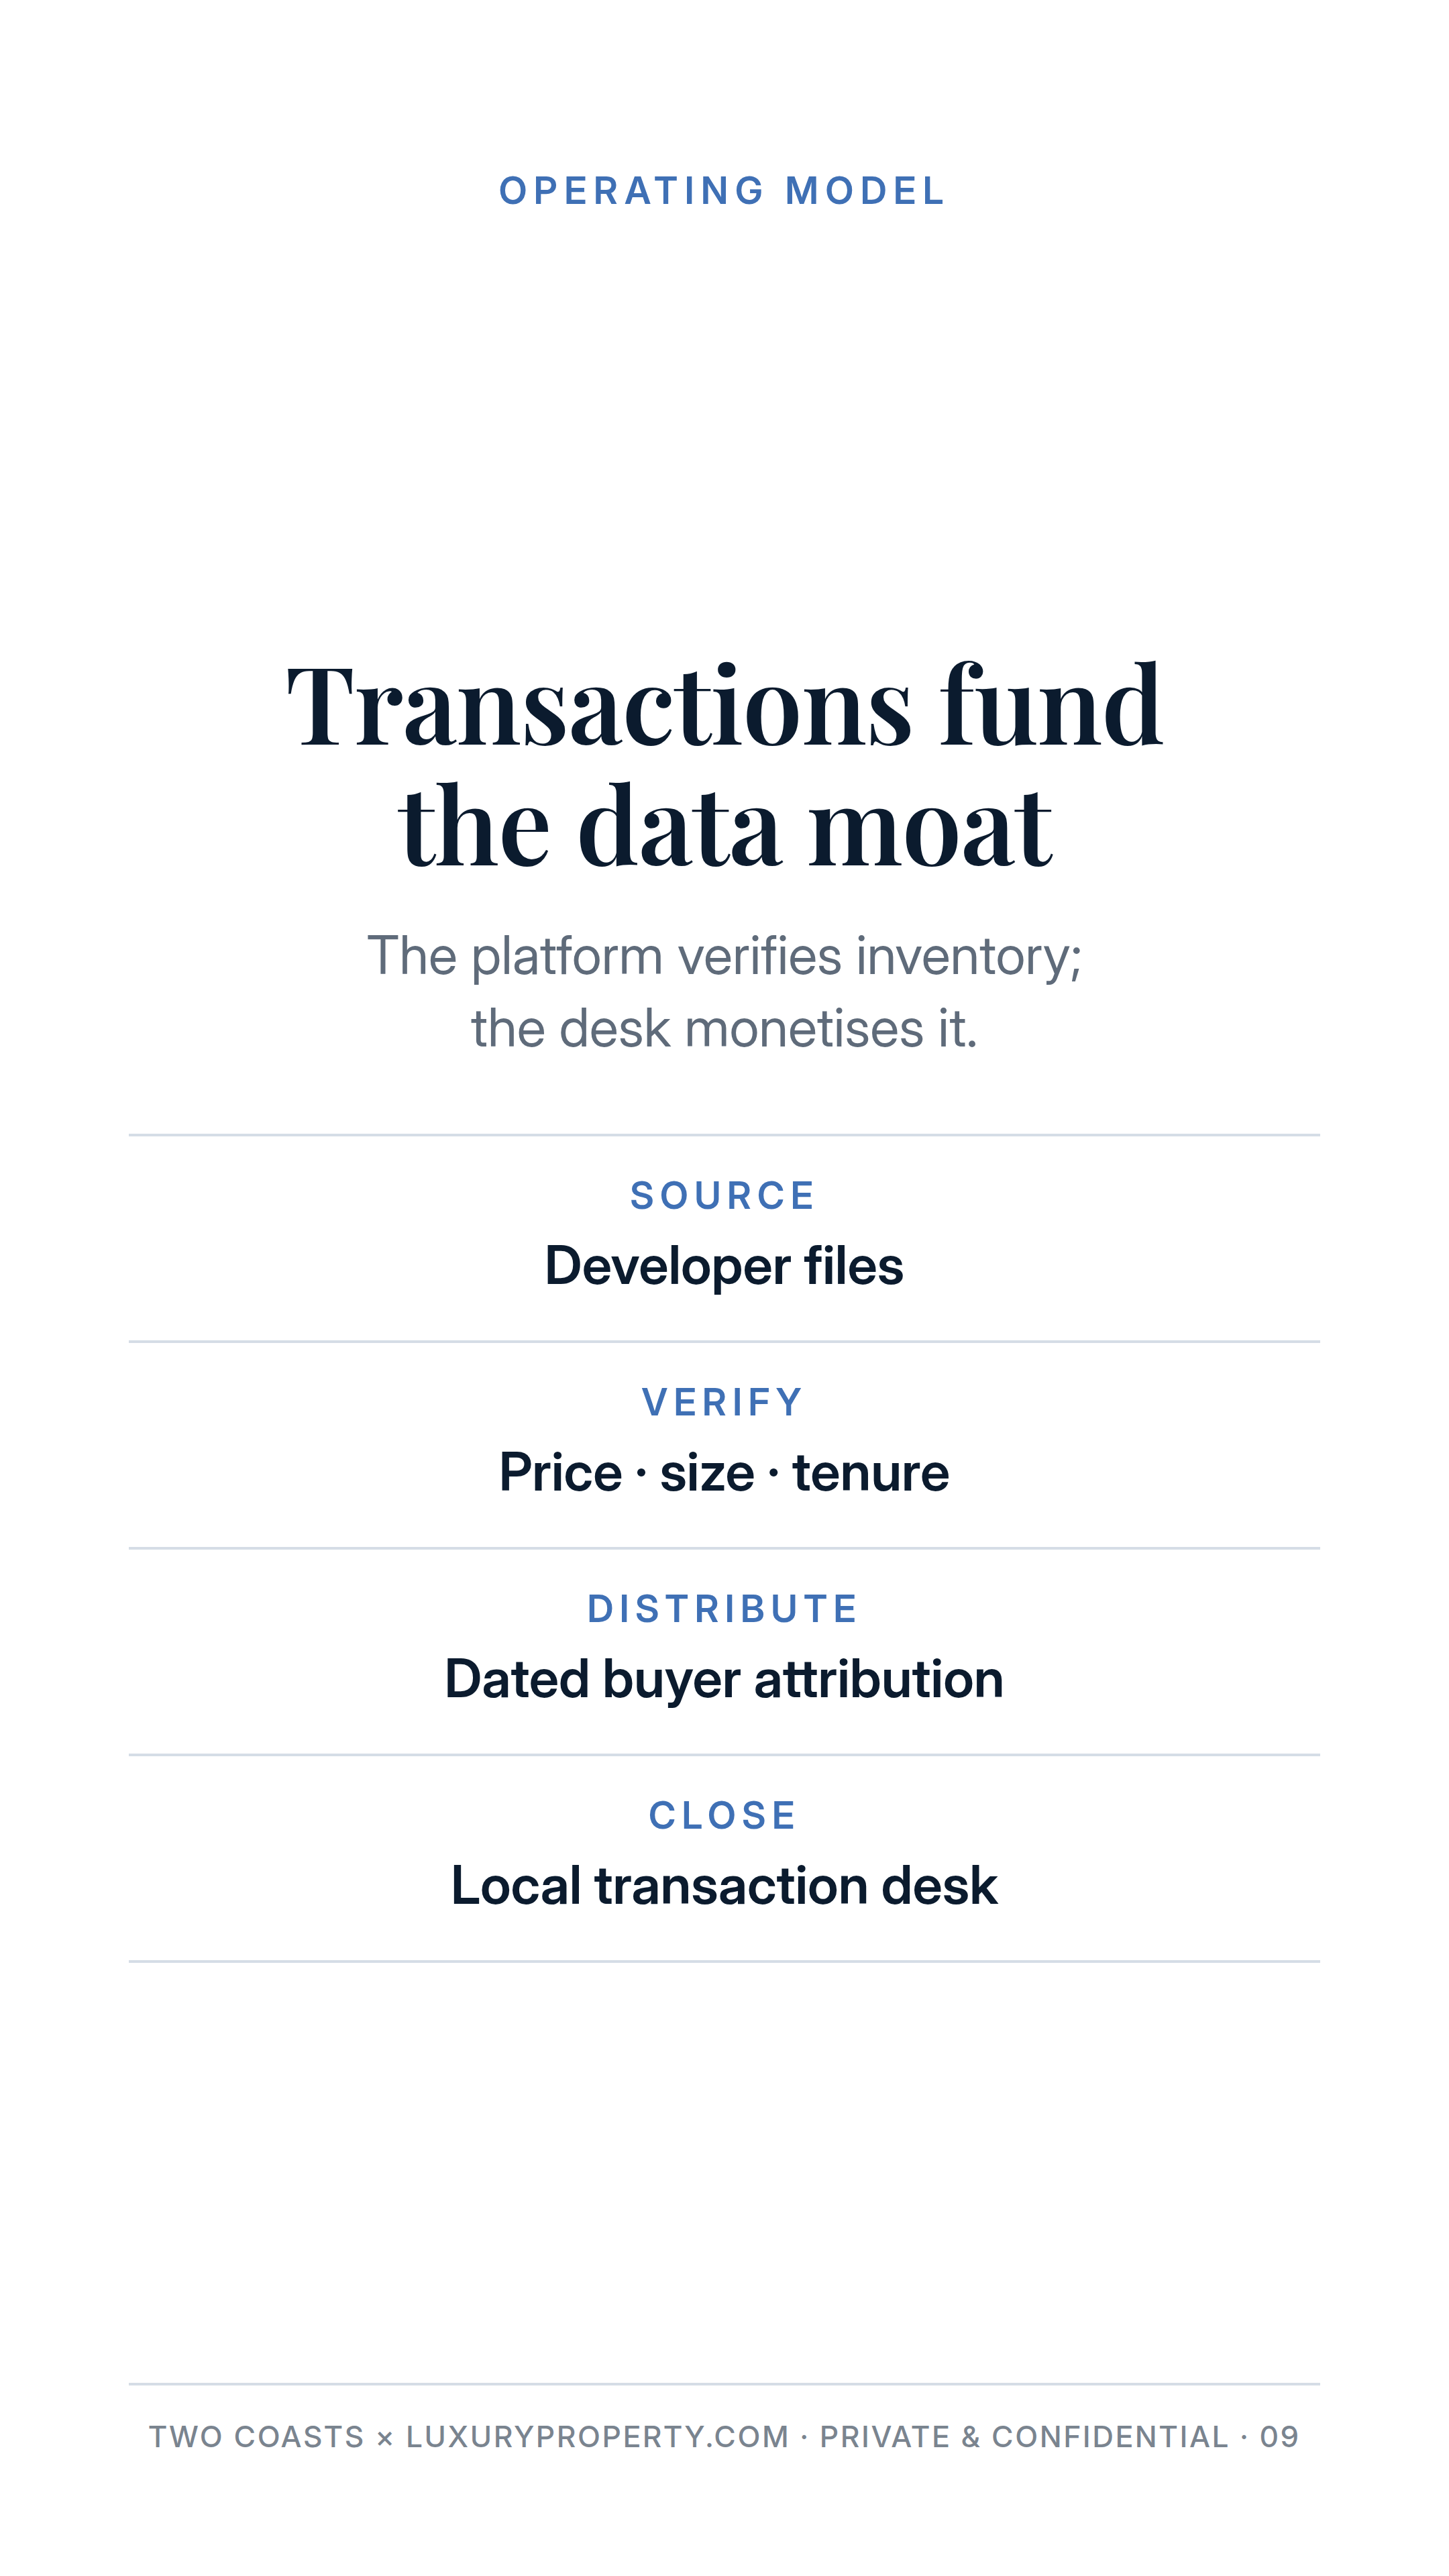 OPERATING MODEL
Transactions fund
the data moat
The platform verifies inventory;
the desk monetises it.
SOURCE
Developer files
VERIFY
Price · size · tenure
DISTRIBUTE
Dated buyer attribution
CLOSE
Local transaction desk
TWO COASTS × LUXURYPROPERTY.COM · PRIVATE & CONFIDENTIAL · 09